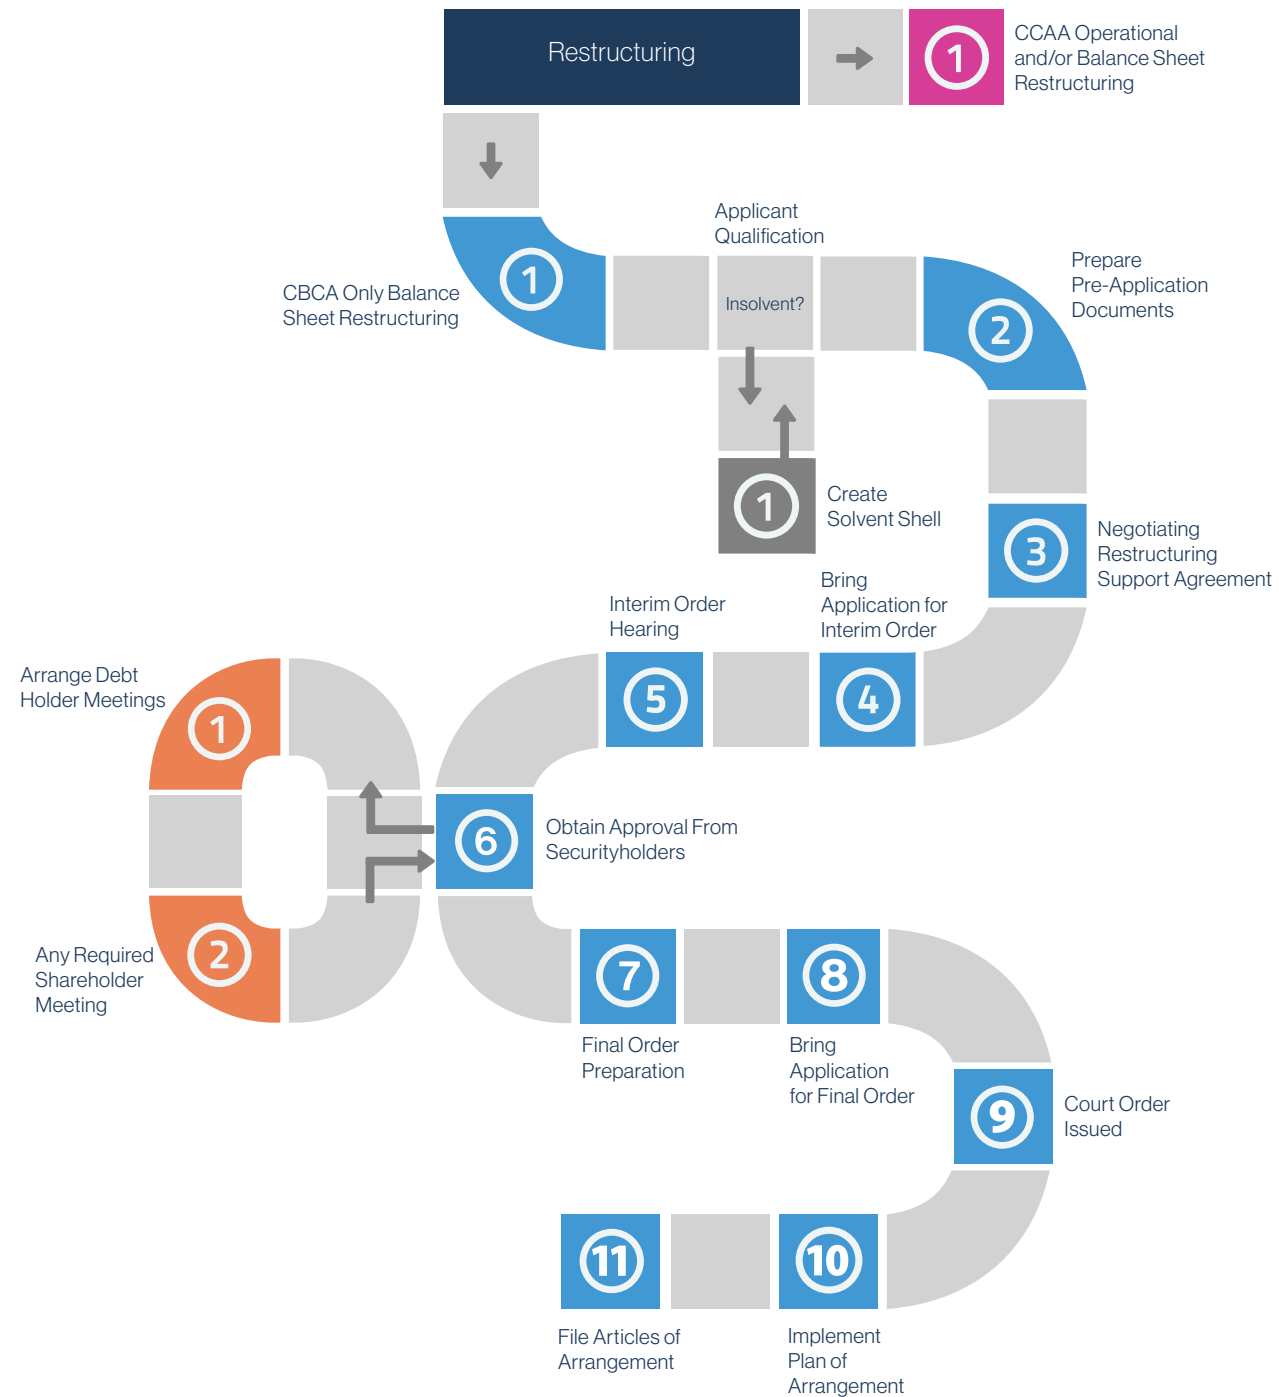 Restructuring
1
CCAA Operational
and/or Balance Sheet
Restructuring
CBCA Only Balance
Sheet Restructuring
1
Applicant
Qualification
Insolvent?
1
Create
Solvent Shell
2
Prepare
Pre-Application
Documents
3
Negotiating
Restructuring
Support Agreement
Bring
Application for
Interim Order
4
Interim Order
Hearing
5
6
Obtain Approval From
Securityholders
Arrange Debt
Holder Meetings
1
Any Required
Shareholder
Meeting
2
7
Final Order
Preparation
8
Bring
Application
for Final Order
9
Court Order
Issued
10
Implement
Plan of
Arrangement
11
File Articles of
Arrangement